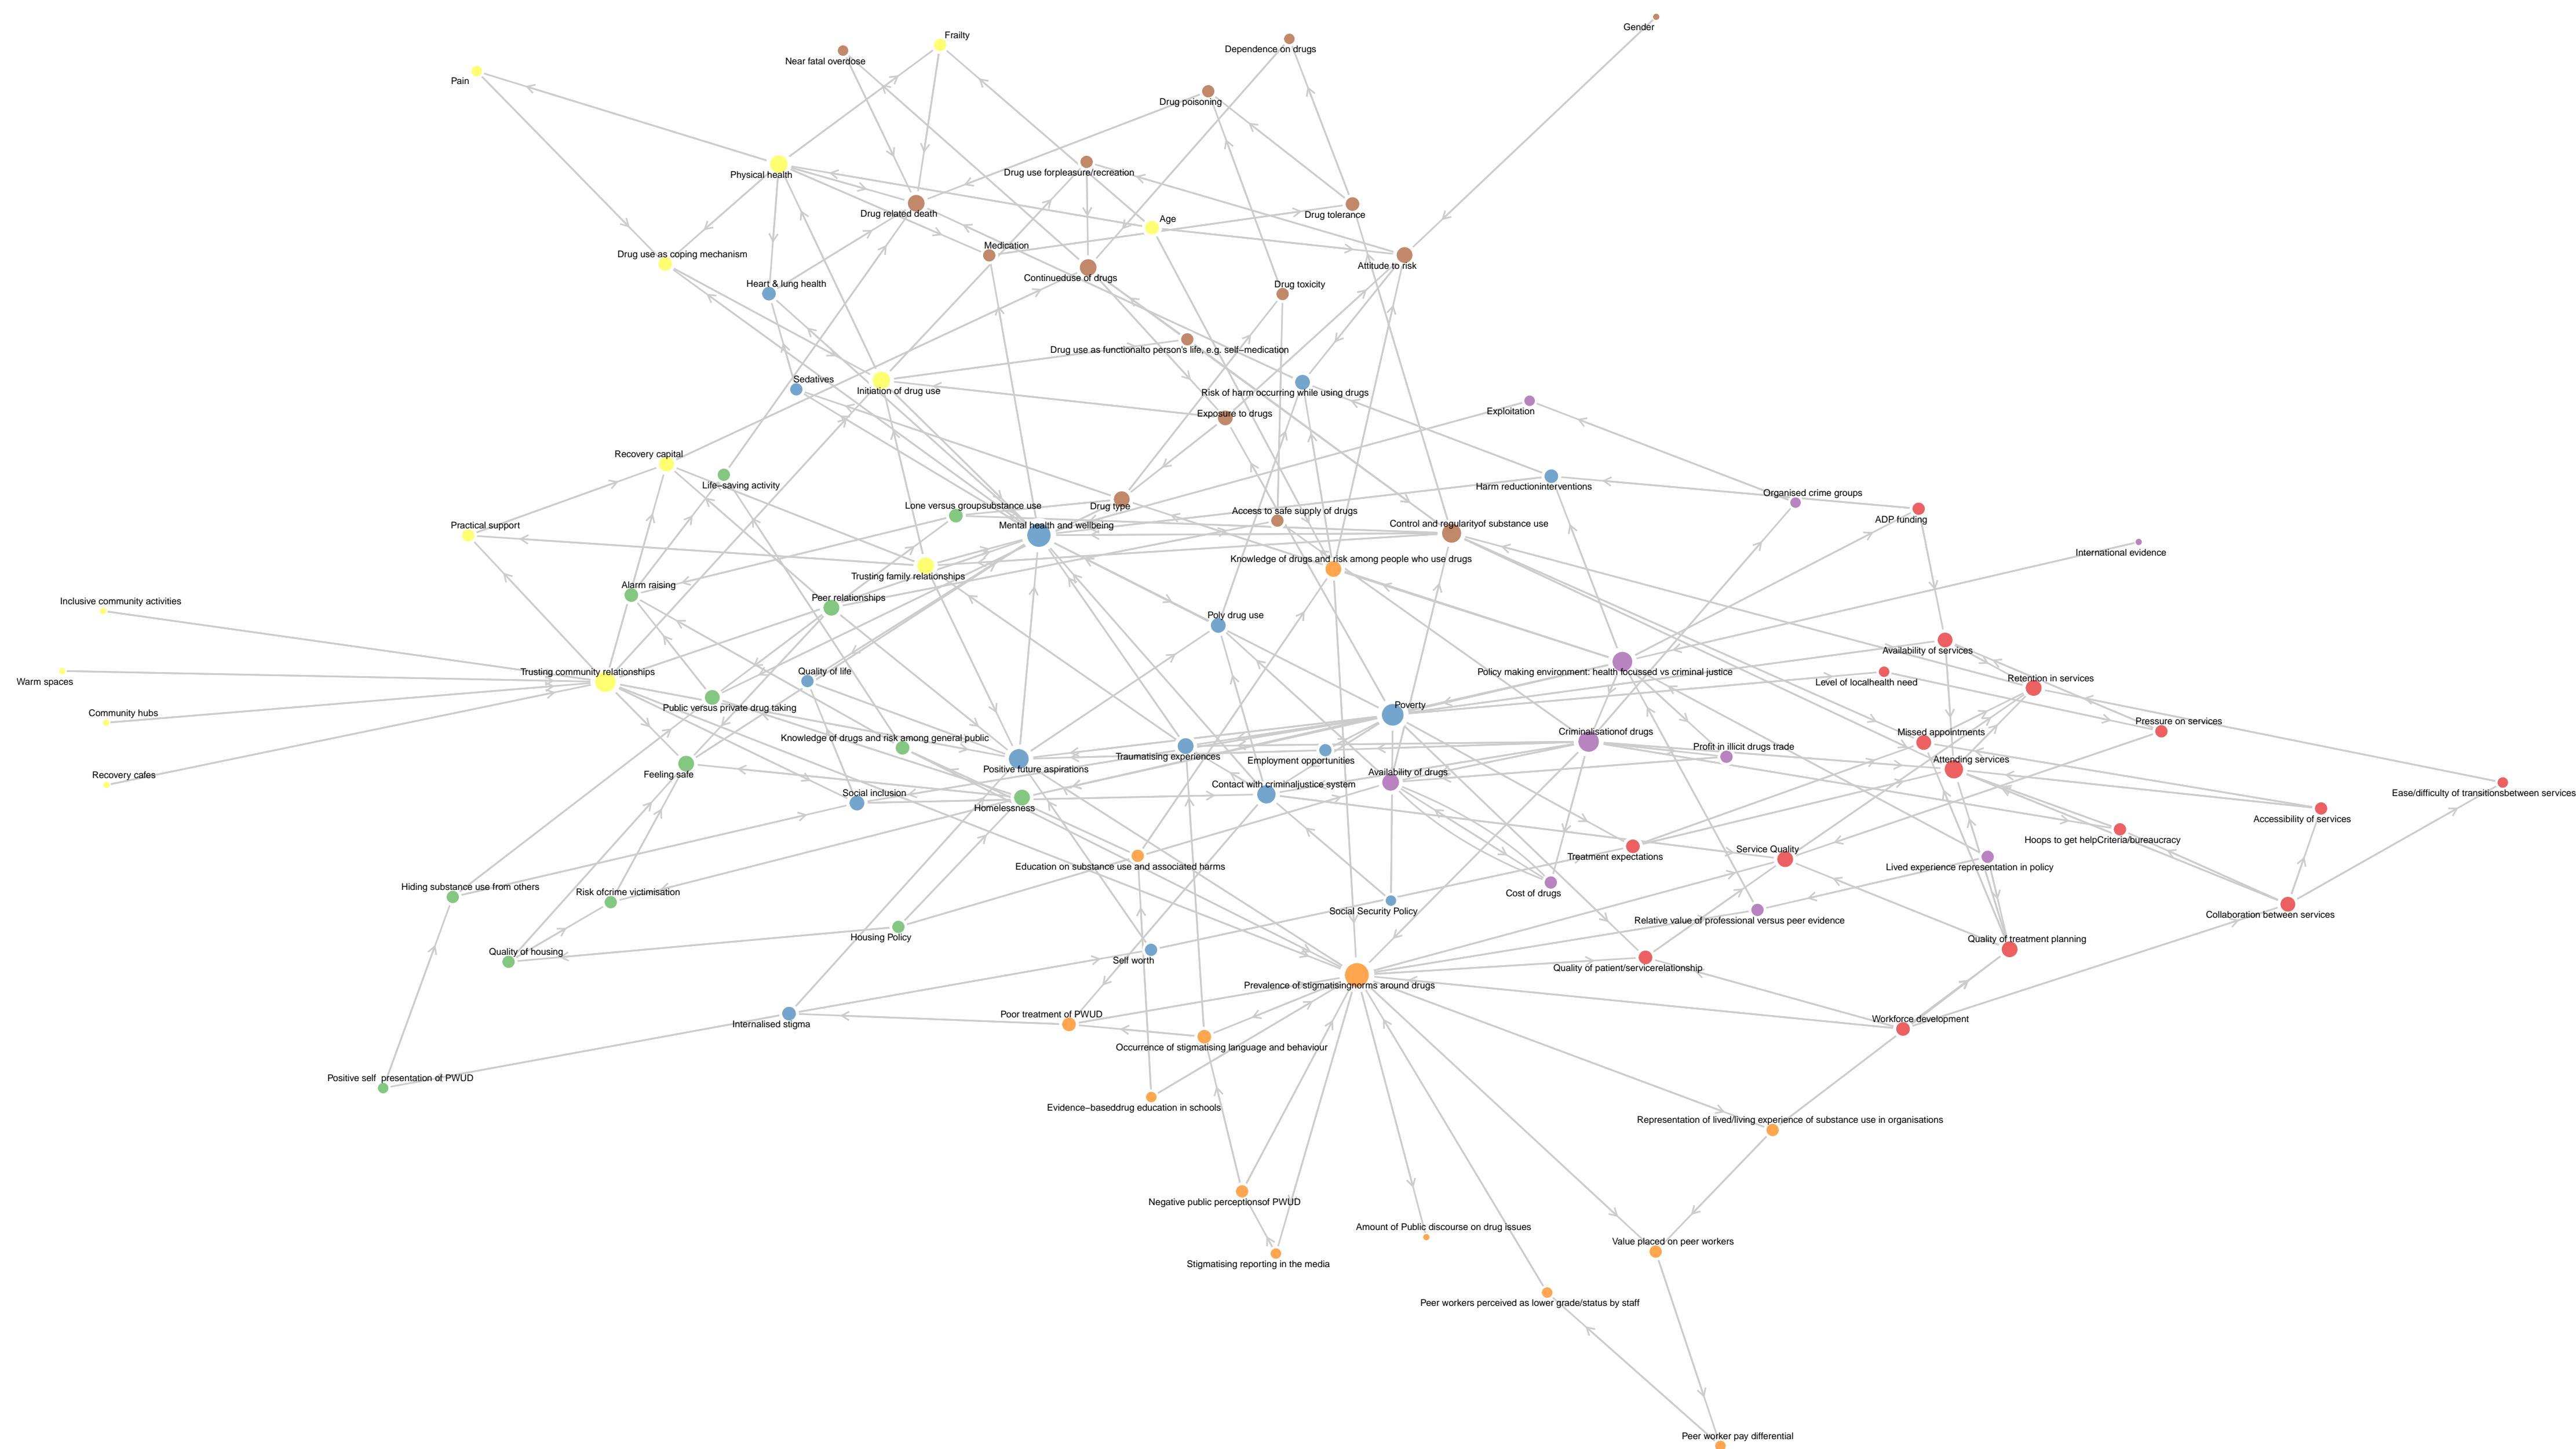 Gender
Frailty
Dependence on drugs
Near fatal overdose
Pain
Drug poisoning
Drug use forpleasure/recreation
Physical health
Drug related death
Age
Drug tolerance
Medication
Drug use as coping mechanism
Attitude to risk
Continueduse of drugs
Heart & lung health
Drug toxicity
Drug use as functionalto person's life, e.g. self−medication
Sedatives
Initiation of drug use
Risk of harm occurring while using drugs
Exposure to drugs
Exploitation
Recovery capital
Life−saving activity
Harm reductioninterventions
Organised crime groups
Lone versus groupsubstance use
Drug type
Access to safe supply of drugs
ADP funding
Practical support
Mental health and wellbeing
Control and regularityof substance use
International evidence
Knowledge of drugs and risk among people who use drugs
Trusting family relationships
Alarm raising
Peer relationships
Inclusive community activities
Poly drug use
Availability of services
Trusting community relationships
Quality of life
Policy making environment: health focussed vs criminal justice
Retention in services
Warm spaces
Level of localhealth need
Public versus private drug taking
Poverty
Community hubs
Pressure on services
Knowledge of drugs and risk among general public
Criminalisationof drugs
Missed appointments
Profit in illicit drugs trade
Traumatising experiences
Employment opportunities
Attending services
Positive future aspirations
Availability of drugs
Recovery cafes
Feeling safe
Contact with criminaljustice system
Social inclusion
Ease/difficulty of transitionsbetween services
Homelessness
Accessibility of services
Hoops to get helpCriteria/bureaucracy
Service Quality
Treatment expectations
Education on substance use and associated harms
Lived experience representation in policy
Hiding substance use from others
Risk ofcrime victimisation
Cost of drugs
Social Security Policy
Collaboration between services
Relative value of professional versus peer evidence
Housing Policy
Quality of treatment planning
Quality of housing
Self worth
Quality of patient/servicerelationship
Prevalence of stigmatisingnorms around drugs
Poor treatment of PWUD
Workforce development
Internalised stigma
Occurrence of stigmatising language and behaviour
Positive self presentation of PWUD
Evidence−baseddrug education in schools
Representation of lived/living experience of substance use in organisations
Negative public perceptionsof PWUD
Amount of Public discourse on drug issues
Value placed on peer workers
Stigmatising reporting in the media
Peer workers perceived as lower grade/status by staff
Peer worker pay differential